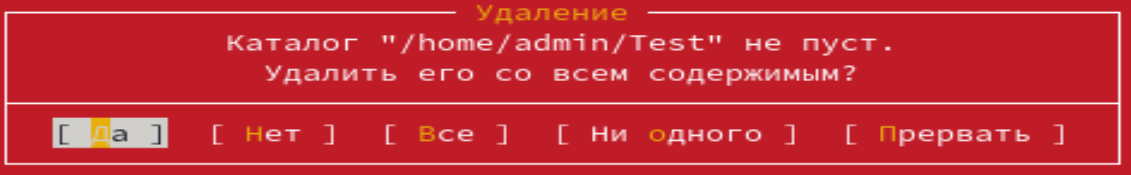 Удаление
Каталог "/home/admin/Test" не пуст.
Удалить его со всем содержимым?
[ Да ] [ Нет ] [ Все ] [ Ни одного ] [ Прервать ]